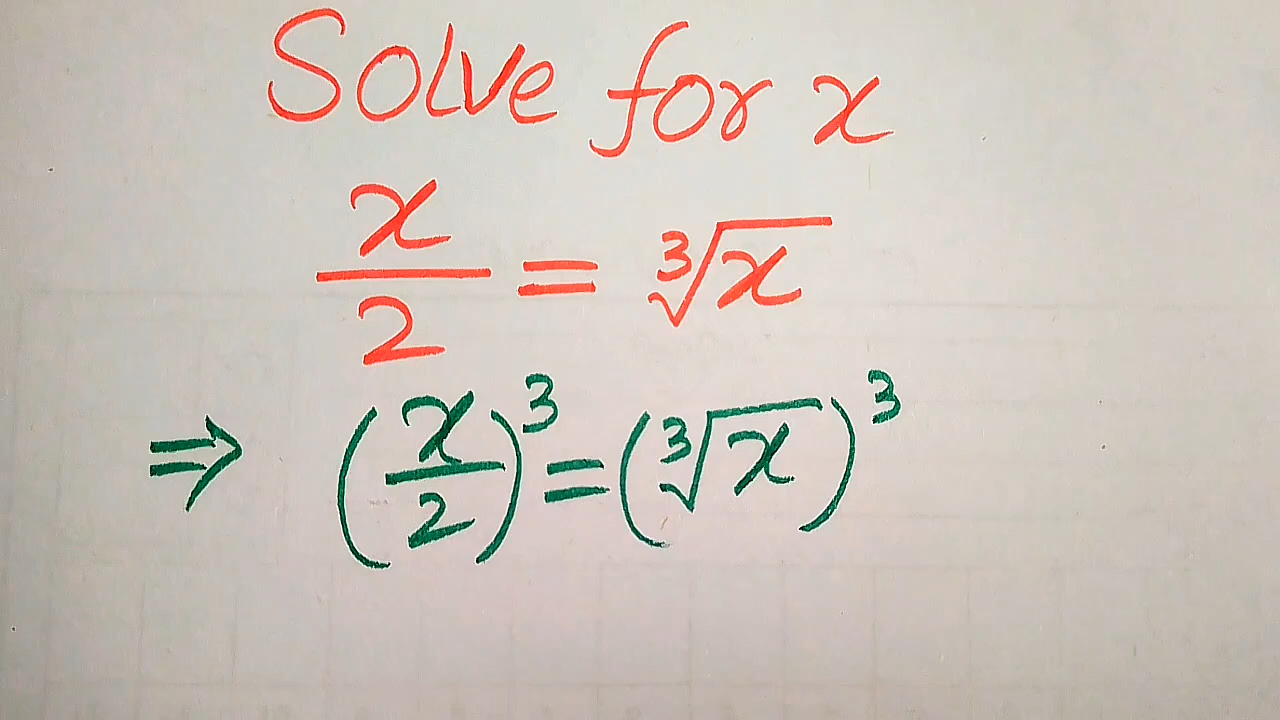 Solve for x
x/2 = ∛x
⇒ (x/2)³ = (∛x)³